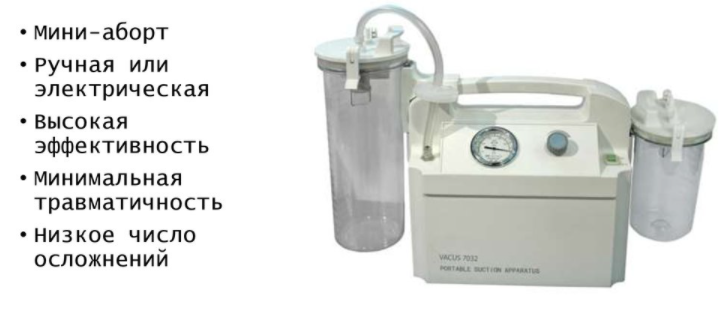 • Мини-аборт
• Ручная или
электрическая
• Высокая
эффективность
• Минимальная
травматичность
• Низкое число
осложнений
VACUS 7032
PORTABLE SUCTION APPARATUS